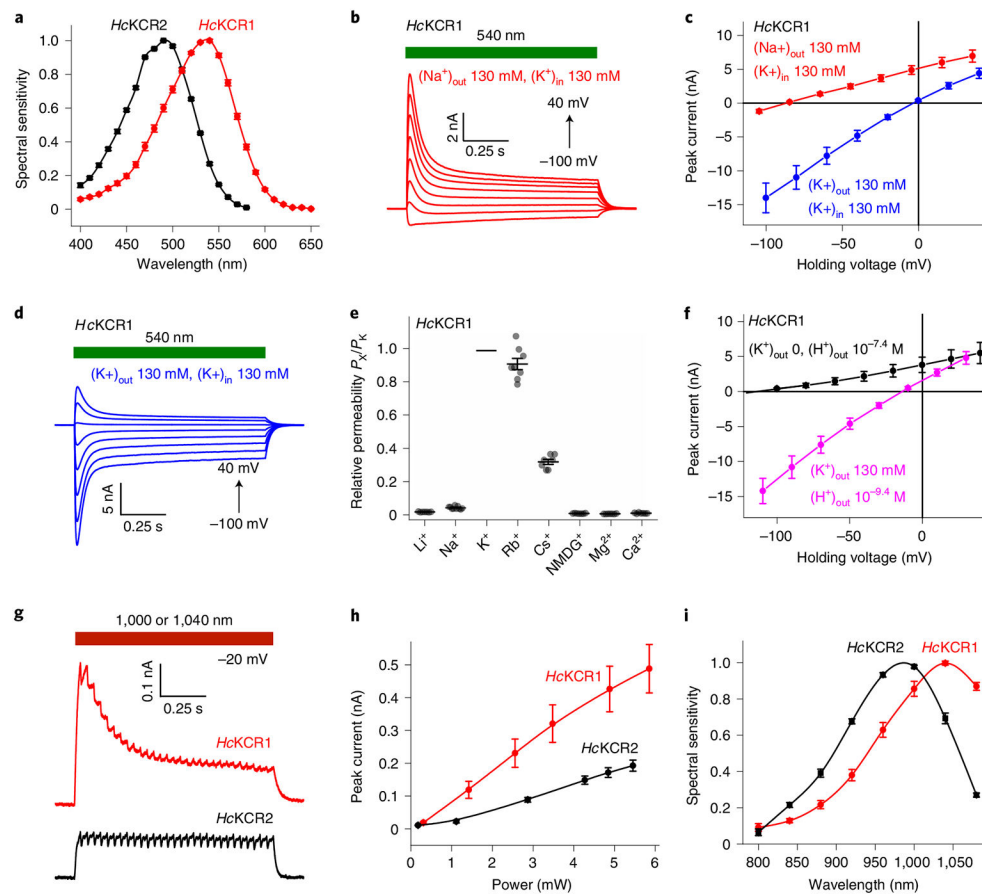 a
HcKCR2
HcKCR1
Spectral sensitivity
1.0
0.8
0.6
0.4
0.2
0
400
450
500
550
600
650
Wavelength (nm)
b
HcKCR1
540 nm
(Na⁺)out 130 mM, (K⁺)in 130 mM
2 nA
0.25 s
40 mV
−100 mV
c
HcKCR1
(Na+)out 130 mM
(K+)in 130 mM
(K+)out 130 mM
(K+)in 130 mM
Peak current (nA)
10
5
0
−5
−10
−15
−100
−50
0
Holding voltage (mV)
d
HcKCR1
540 nm
(K+)out 130 mM, (K+)in 130 mM
5 nA
0.25 s
40 mV
−100 mV
e
HcKCR1
Relative permeability PX/PK
1.2
1.0
0.8
0.6
0.4
0.2
0
Li⁺
Na⁺
K⁺
Rb⁺
Cs⁺
NMDG⁺
Mg²⁺
Ca²⁺
f
HcKCR1
(K⁺)out 0, (H⁺)out 10⁻⁷·⁴ M
(K⁺)out 130 mM
(H⁺)out 10⁻⁹·⁴ M
Peak current (nA)
10
5
0
−5
−10
−15
−100
−50
0
Holding voltage (mV)
g
1,000 or 1,040 nm
−20 mV
0.1 nA
0.25 s
HcKCR1
HcKCR2
h
HcKCR1
HcKCR2
Peak current (nA)
0.6
0.5
0.4
0.3
0.2
0.1
0
0
1
2
3
4
5
6
Power (mW)
i
HcKCR2
HcKCR1
Spectral sensitivity
1.0
0.8
0.6
0.4
0.2
0
800
850
900
950
1,000
1,050
Wavelength (nm)